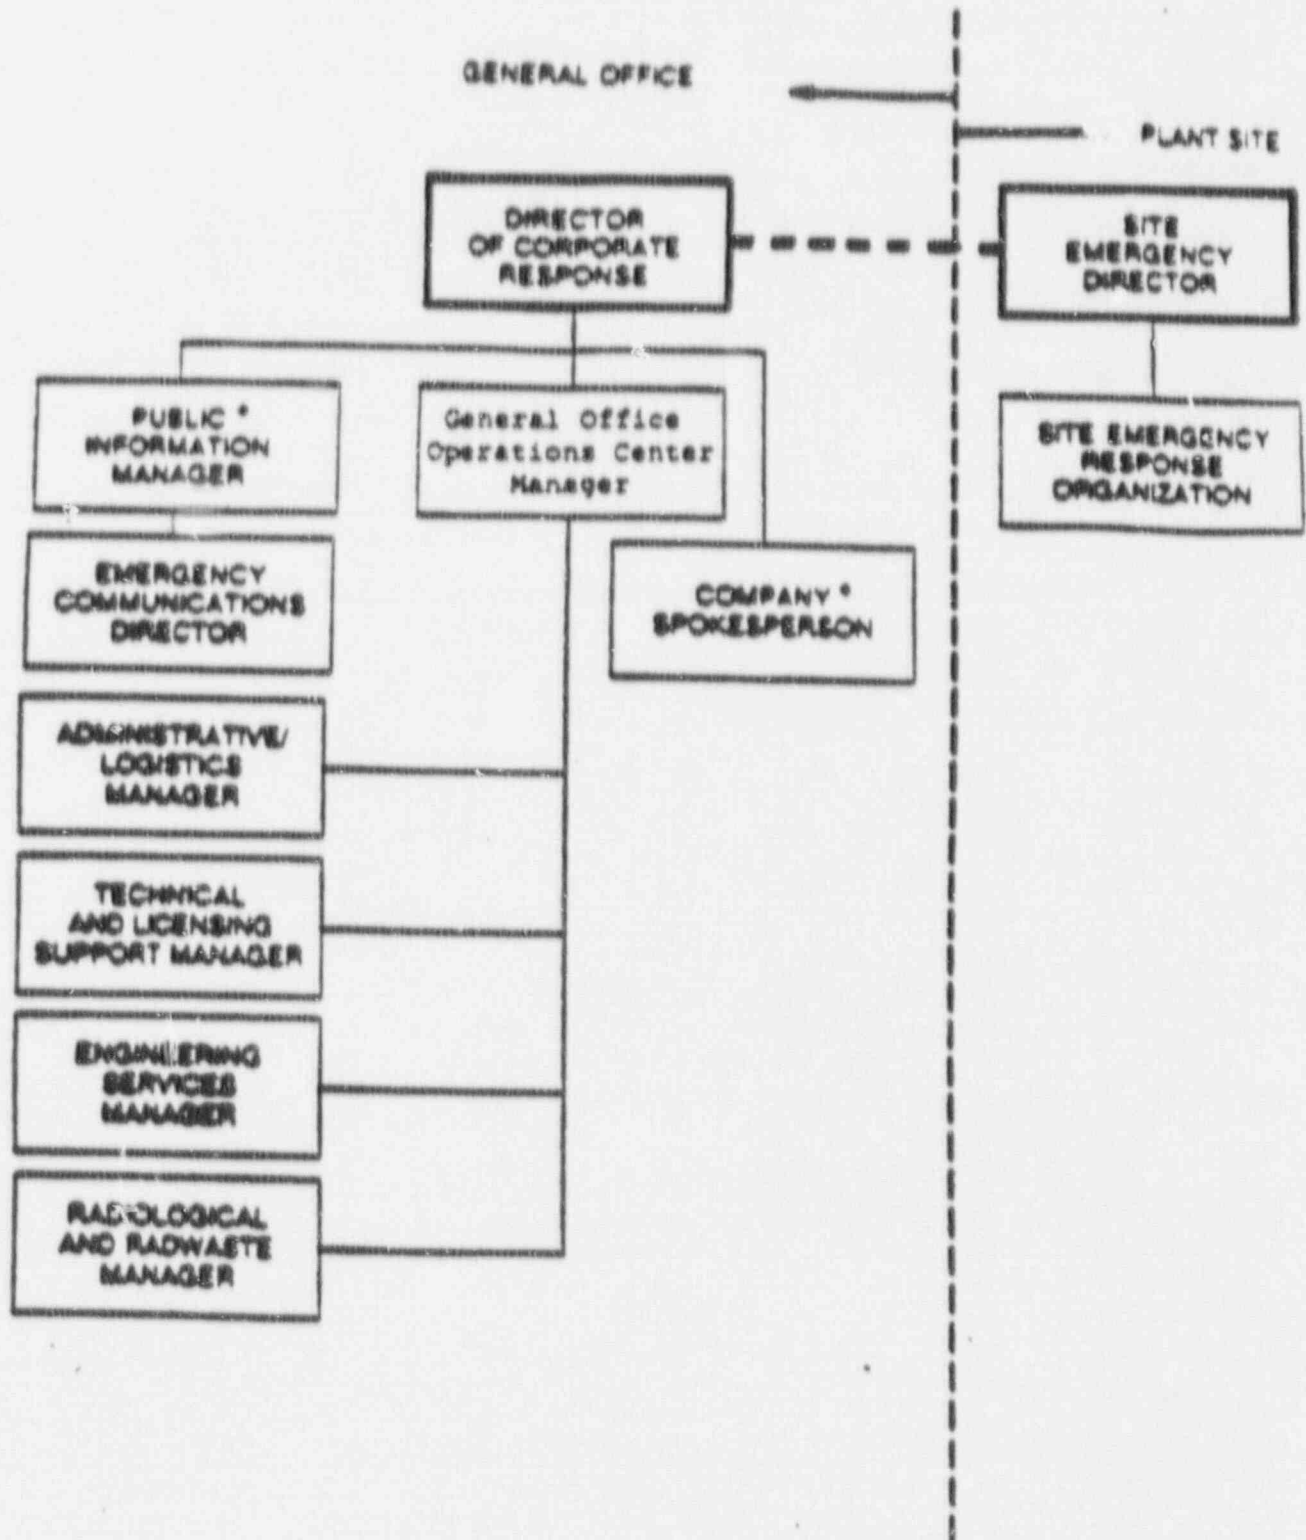 GENERAL OFFICE
PLANT SITE
DIRECTOR
OF CORPORATE
RESPONSE
SITE
EMERGENCY
DIRECTOR
PUBLIC *
INFORMATION
MANAGER
General Office
Operations Center
Manager
SITE EMERGENCY
RESPONSE
ORGANIZATION
EMERGENCY
COMMUNICATIONS
DIRECTOR
COMPANY *
SPOKESPERSON
ADMINISTRATIVE/
LOGISTICS
MANAGER
TECHNICAL
AND LICENSING
SUPPORT MANAGER
ENGINEERING
SERVICES
MANAGER
RADIOLOGICAL
AND RADWASTE
MANAGER